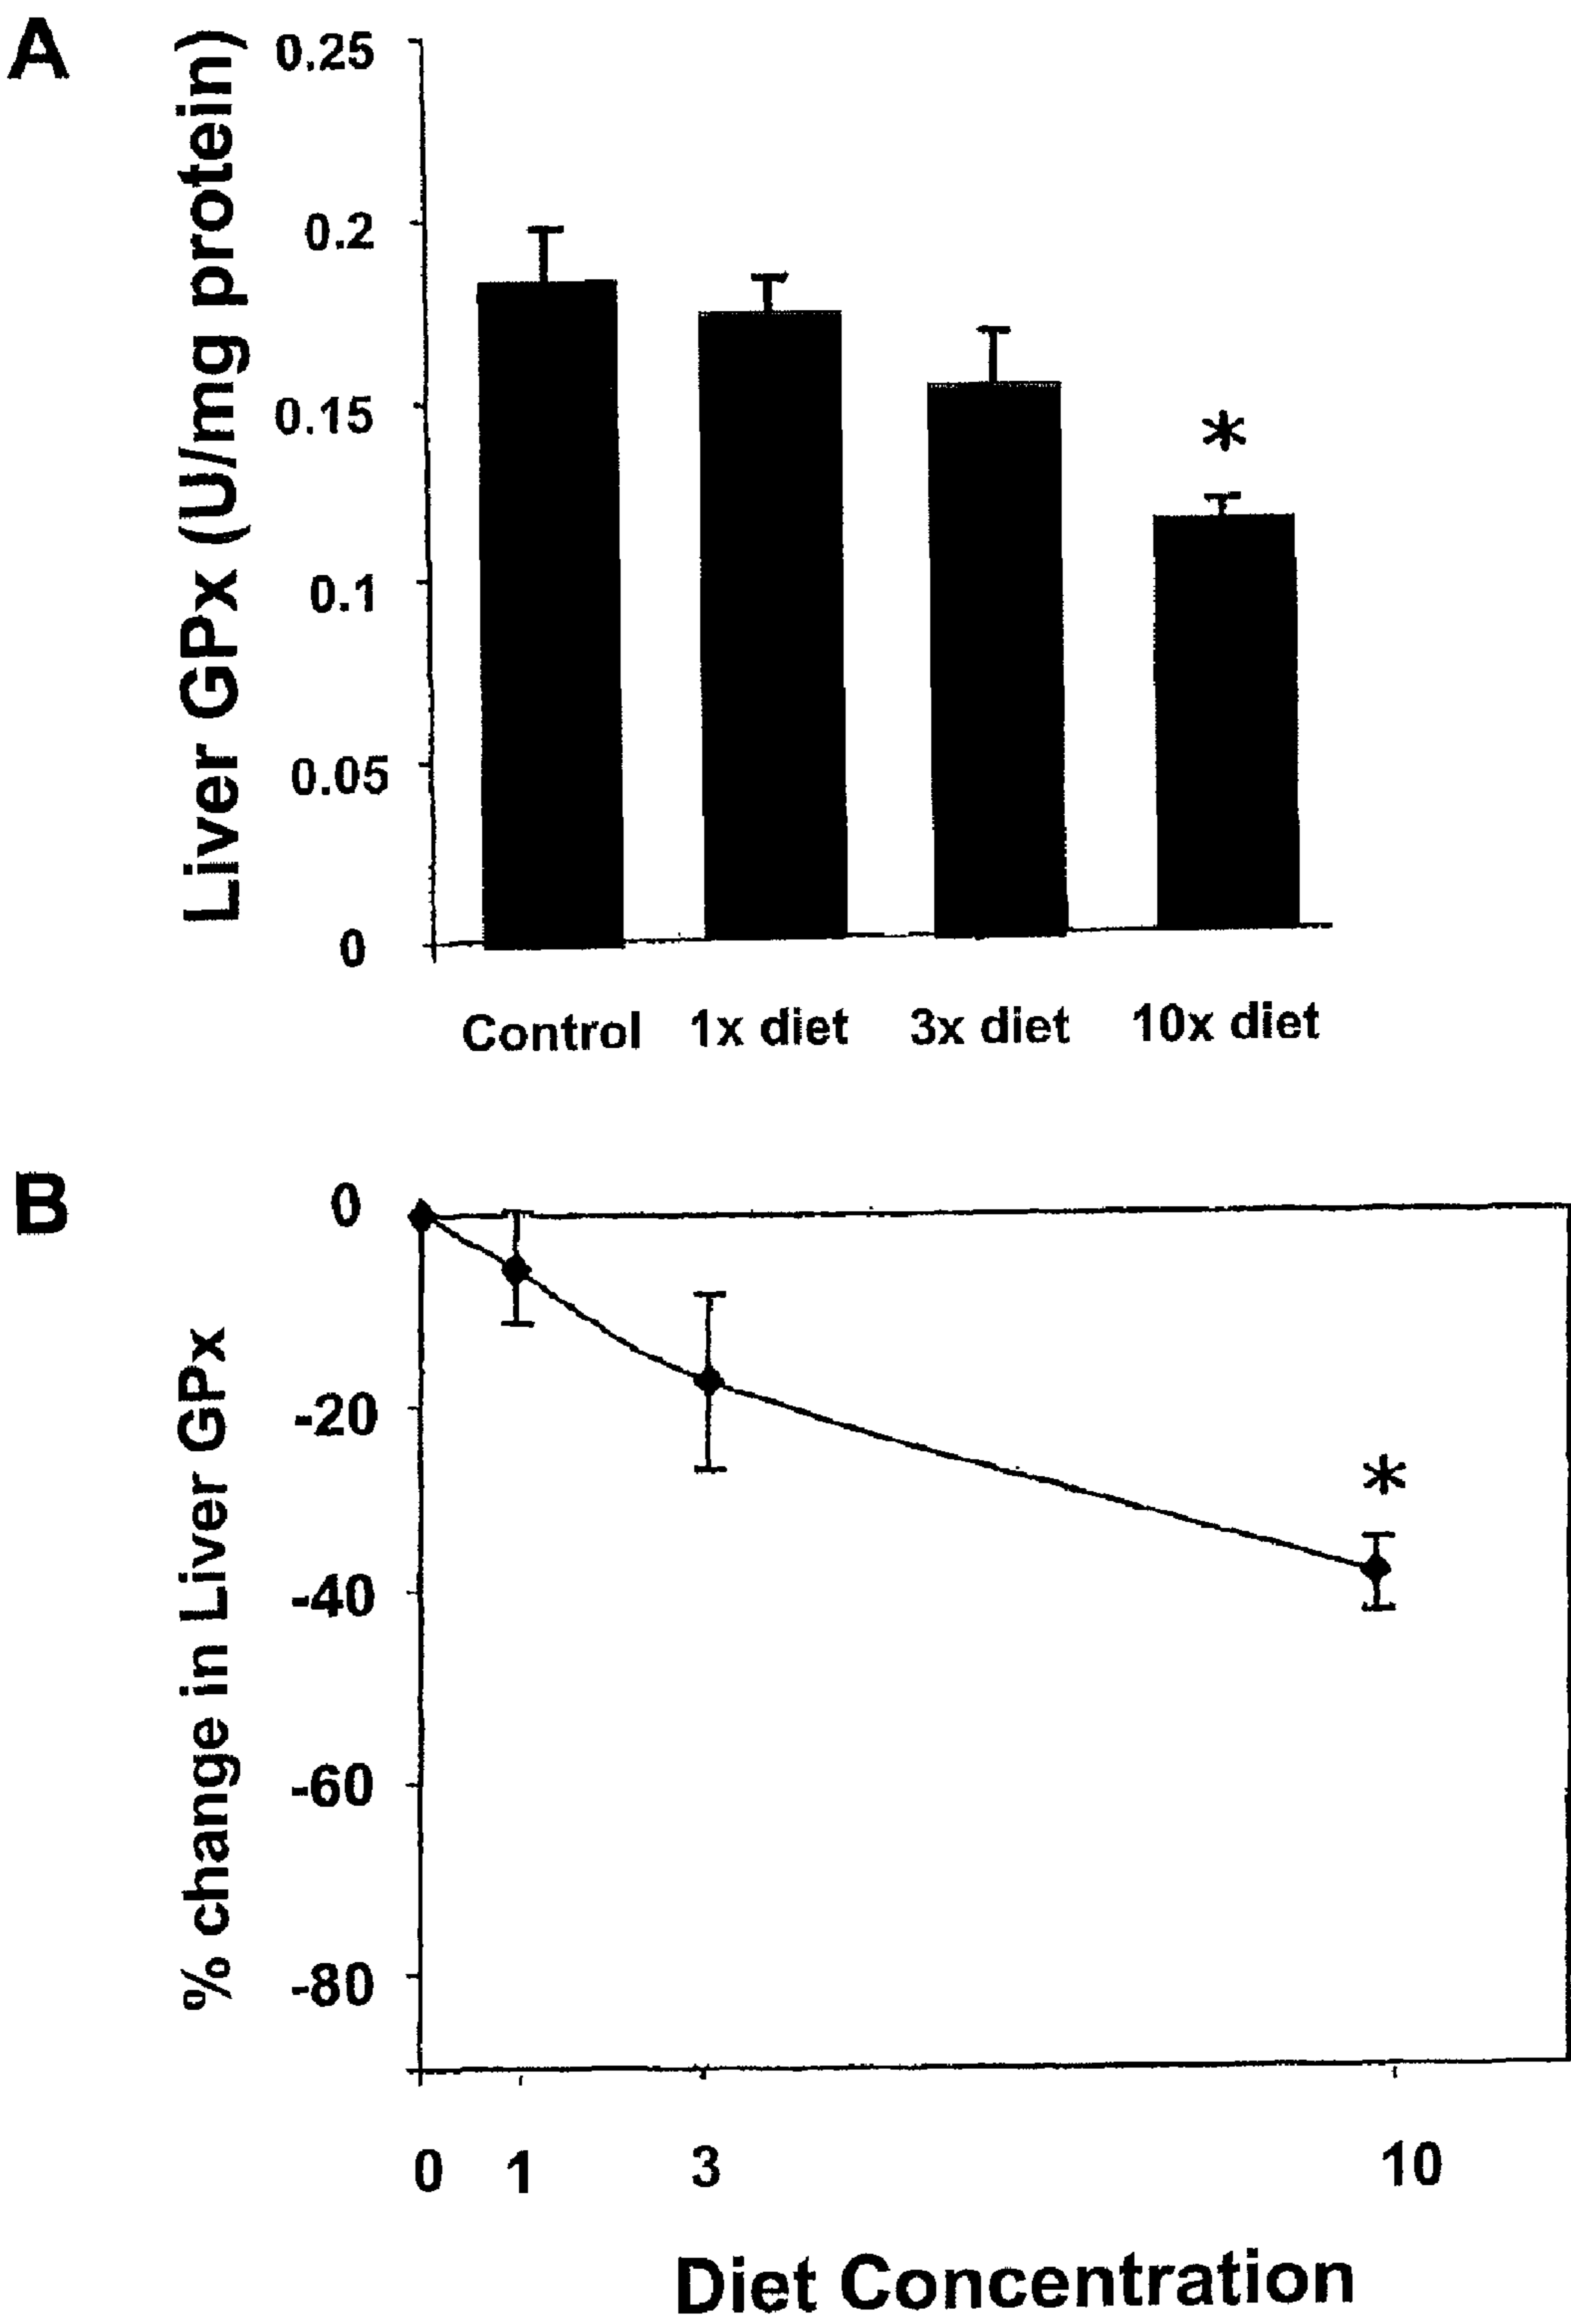 A
Liver GPx (U/mg protein)
0.25
0.2
0.15
*
0.1
0.05
0
Control 1x diet 3x diet 10x diet
B
% change in Liver GPx
0
-20
*
-40
-60
-80
0 1 3 10
Diet Concentration